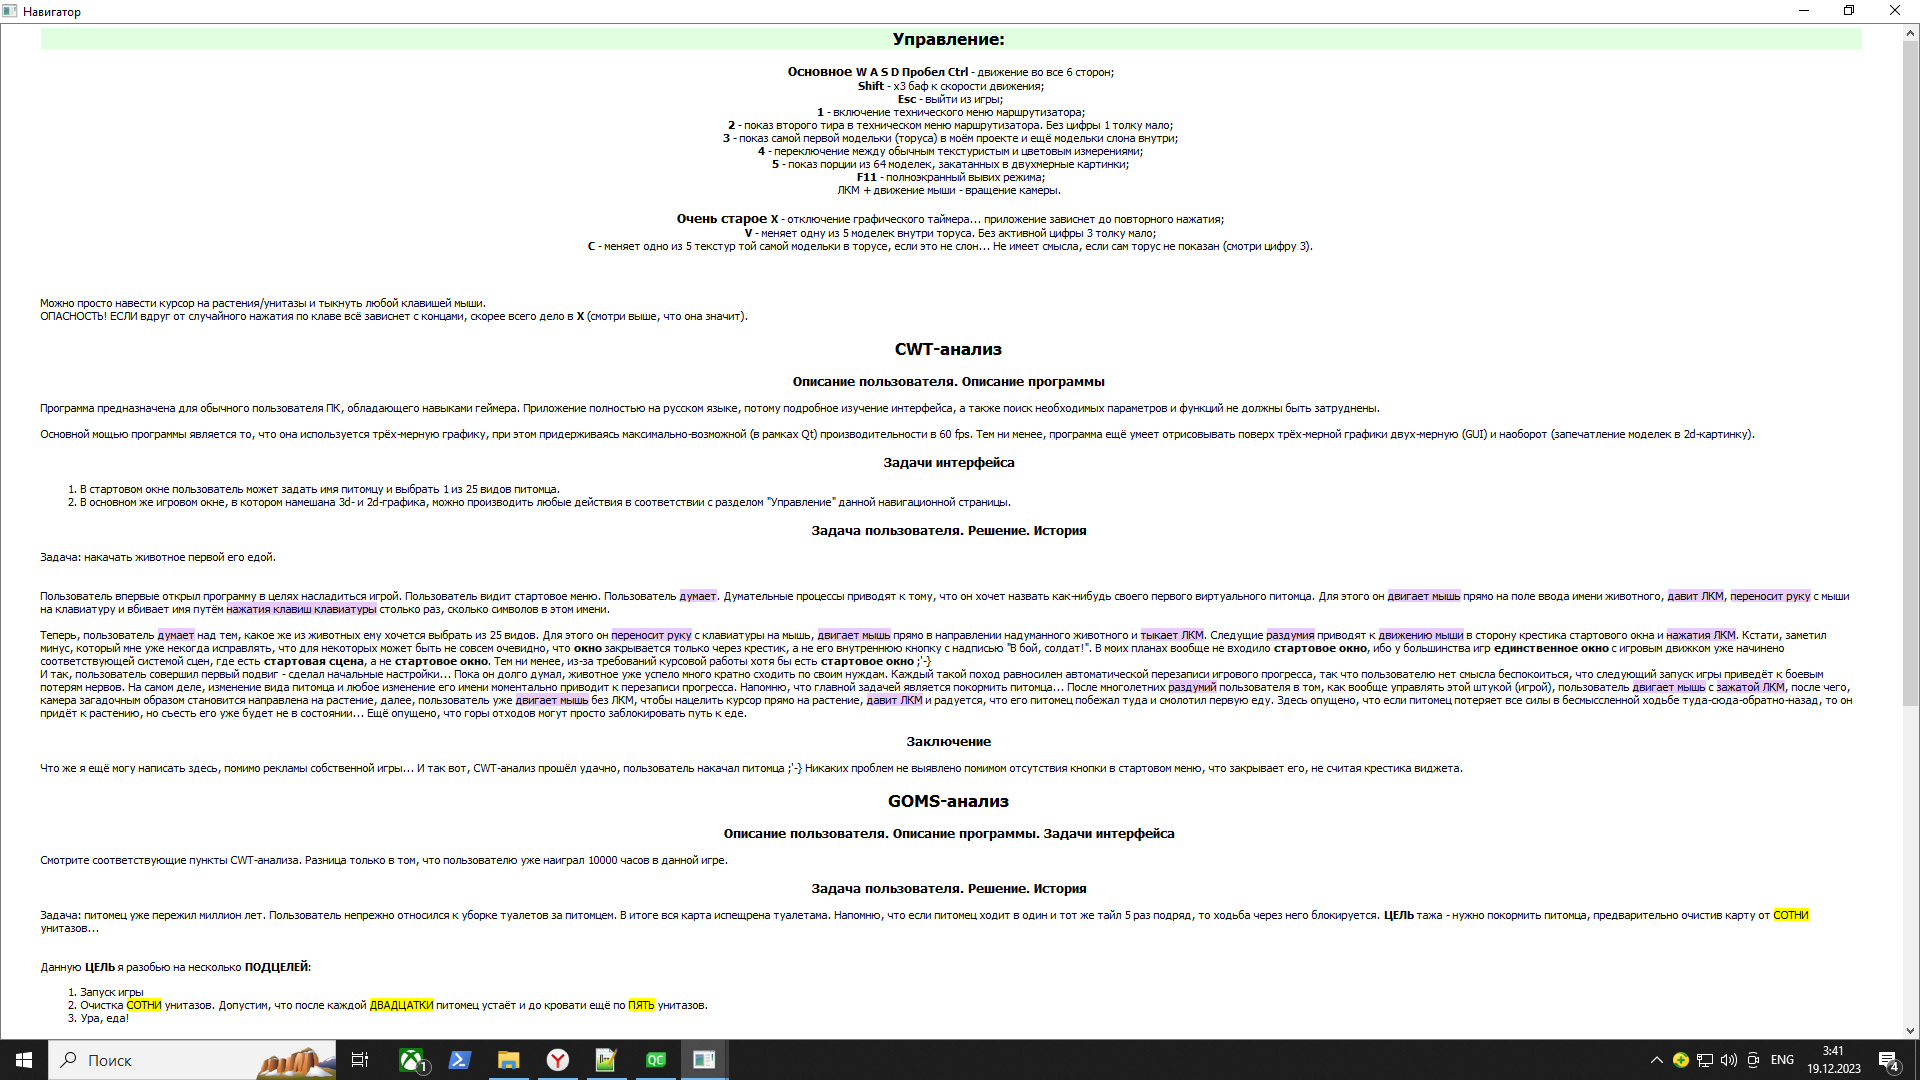 Навигатор
Управление:
Основное W A S D Пробел Ctrl - движение во все 6 сторон;
Shift - x3 баф к скорости движения;
Esc - выйти из игры;
1 - включение технического меню маршрутизатора;
2 - показ второго тира в техническом меню маршрутизатора. Без цифры 1 толку мало;
3 - показ самой первой модельки (торуса) в моём проекте и ещё модельки слона внутри;
4 - переключение между обычным текстуристым и цветовым измерениями;
5 - показ порции из 64 моделек, закатанных в двухмерные картинки;
F11 - полноэкранный вывих режима;
ЛКМ + движение мыши - вращение камеры.
Очень старое X - отключение графического таймера... приложение зависнет до повторного нажатия;
V - меняет одну из 5 моделек внутри торуса. Без активной цифры 3 толку мало;
C - меняет одно из 5 текстур той самой модельки в торусе, если это не слон... Не имеет смысла, если сам торус не показан (смотри цифру 3).
Можно просто навести курсор на растения/унитазы и тыкнуть любой клавишей мыши.
ОПАСНОСТЬ! ЕСЛИ вдруг от случайного нажатия по клаве всё зависнет с концами, скорее всего дело в X (смотри выше, что она значит).
CWT-анализ
Описание пользователя. Описание программы
Программа предназначена для обычного пользователя ПК, обладающего навыками геймера. Приложение полностью на русском языке, потому подробное изучение интерфейса, а также поиск необходимых параметров и функций не должны быть затруднены.
Основной мощью программы является то, что она используется трёх-мерную графику, при этом придерживаясь максимально-возможной (в рамках Qt) производительности в 60 fps. Тем ни менее, программа ещё умеет отрисовывать поверх трёх-мерной графики двух-мерную (GUI) и наоборот (запечатление моделек в 2d-картинку).
Задачи интерфейса
1. В стартовом окне пользователь может задать имя питомцу и выбрать 1 из 25 видов питомца.
2. В основном же игровом окне, в котором намешана 3d- и 2d-графика, можно производить любые действия в соответствии с разделом "Управление" данной навигационной страницы.
Задача пользователя. Решение. История
Задача: накачать животное первой его едой.
Пользователь впервые открыл программу в целях насладиться игрой. Пользователь видит стартовое меню. Пользователь думает. Думательные процессы приводят к тому, что он хочет назвать как-нибудь своего первого виртуального питомца. Для этого он двигает мышь прямо на поле ввода имени животного, давит ЛКМ, переносит руку с мыши
на клавиатуру и вбивает имя путём нажатия клавиш клавиатуры столько раз, сколько символов в этом имени.
Теперь, пользователь думает над тем, какое же из животных ему хочется выбрать из 25 видов. Для этого он переносит руку с клавиатуры на мышь, двигает мышь прямо в направлении надуманного животного и тыкает ЛКМ. Следущие раздумия приводят к движению мыши в сторону крестика стартового окна и нажатия ЛКМ. Кстати, заметил
минус, который мне уже некогда исправлять, что для некоторых может быть не совсем очевидно, что окно закрывается только через крестик, а не его внутреннюю кнопку с надписью "В бой, солдат!". В моих планах вообще не входило стартовое окно, ибо у большинства игр единственное окно с игровым движком уже начинено
соответствующей системой сцен, где есть стартовая сцена, а не стартовое окно. Тем ни менее, из-за требований курсовой работы хотя бы есть стартовое окно ;'-}
И так, пользователь совершил первый подвиг - сделал начальные настройки... Пока он долго думал, животное уже успело много кратно сходить по своим нуждам. Каждый такой поход равносилен автоматической перезаписи игрового прогресса, так что пользователю нет смысла беспокоиться, что следующий запуск игры приведёт к боевым
потерям нервов. На самом деле, изменение вида питомца и любое изменение его имени моментально приводит к перезаписи прогресса. Напомню, что главной задачей является покормить питомца... После многолетних раздумий пользователя в том, как вообще управлять этой штукой (игрой), пользователь двигает мышь с зажатой ЛКМ, после чего,
камера загадочным образом становится направлена на растение, далее, пользователь уже двигает мышь без ЛКМ, чтобы нацелить курсор прямо на растение, давит ЛКМ и радуется, что его питомец побежал туда и смолотил первую еду. Здесь опущено, что если питомец потеряет все силы в бесмыссленной ходьбе туда-сюда-обратно-назад, то он
придёт к растению, но съесть его уже будет не в состоянии... Ещё опущено, что горы отходов могут просто заблокировать путь к еде.
Заключение
Что же я ещё могу написать здесь, помимо рекламы собственной игры... И так вот, CWT-анализ прошёл удачно, пользователь накачал питомца ;'-} Никаких проблем не выявлено помимом отсутствия кнопки в стартовом меню, что закрывает его, не считая крестика виджета.
GOMS-анализ
Описание пользователя. Описание программы. Задачи интерфейса
Смотрите соответствующие пункты CWT-анализа. Разница только в том, что пользователю уже наиграл 10000 часов в данной игре.
Задача пользователя. Решение. История
Задача: питомец уже пережил миллион лет. Пользователь непрежно относился к уборке туалетов за питомцем. В итоге вся карта испещрена туалетама. Напомню, что если питомец ходит в один и тот же тайл 5 раз подряд, то ходьба через него блокируется. ЦЕЛЬ тажа - нужно покормить питомца, предварительно очистив карту от СОТНИ
унитазов...
Данную ЦЕЛЬ я разобью на несколько ПОДЦЕЛЕЙ:
1. Запуск игры
2. Очистка СОТНИ унитазов. Допустим, что после каждой ДВАДЦАТКИ питомец устаёт и до кровати ещё по ПЯТЬ унитазов.
3. Ура, еда!
Поиск
1
QC
ENG
3:41
19.12.2023
4